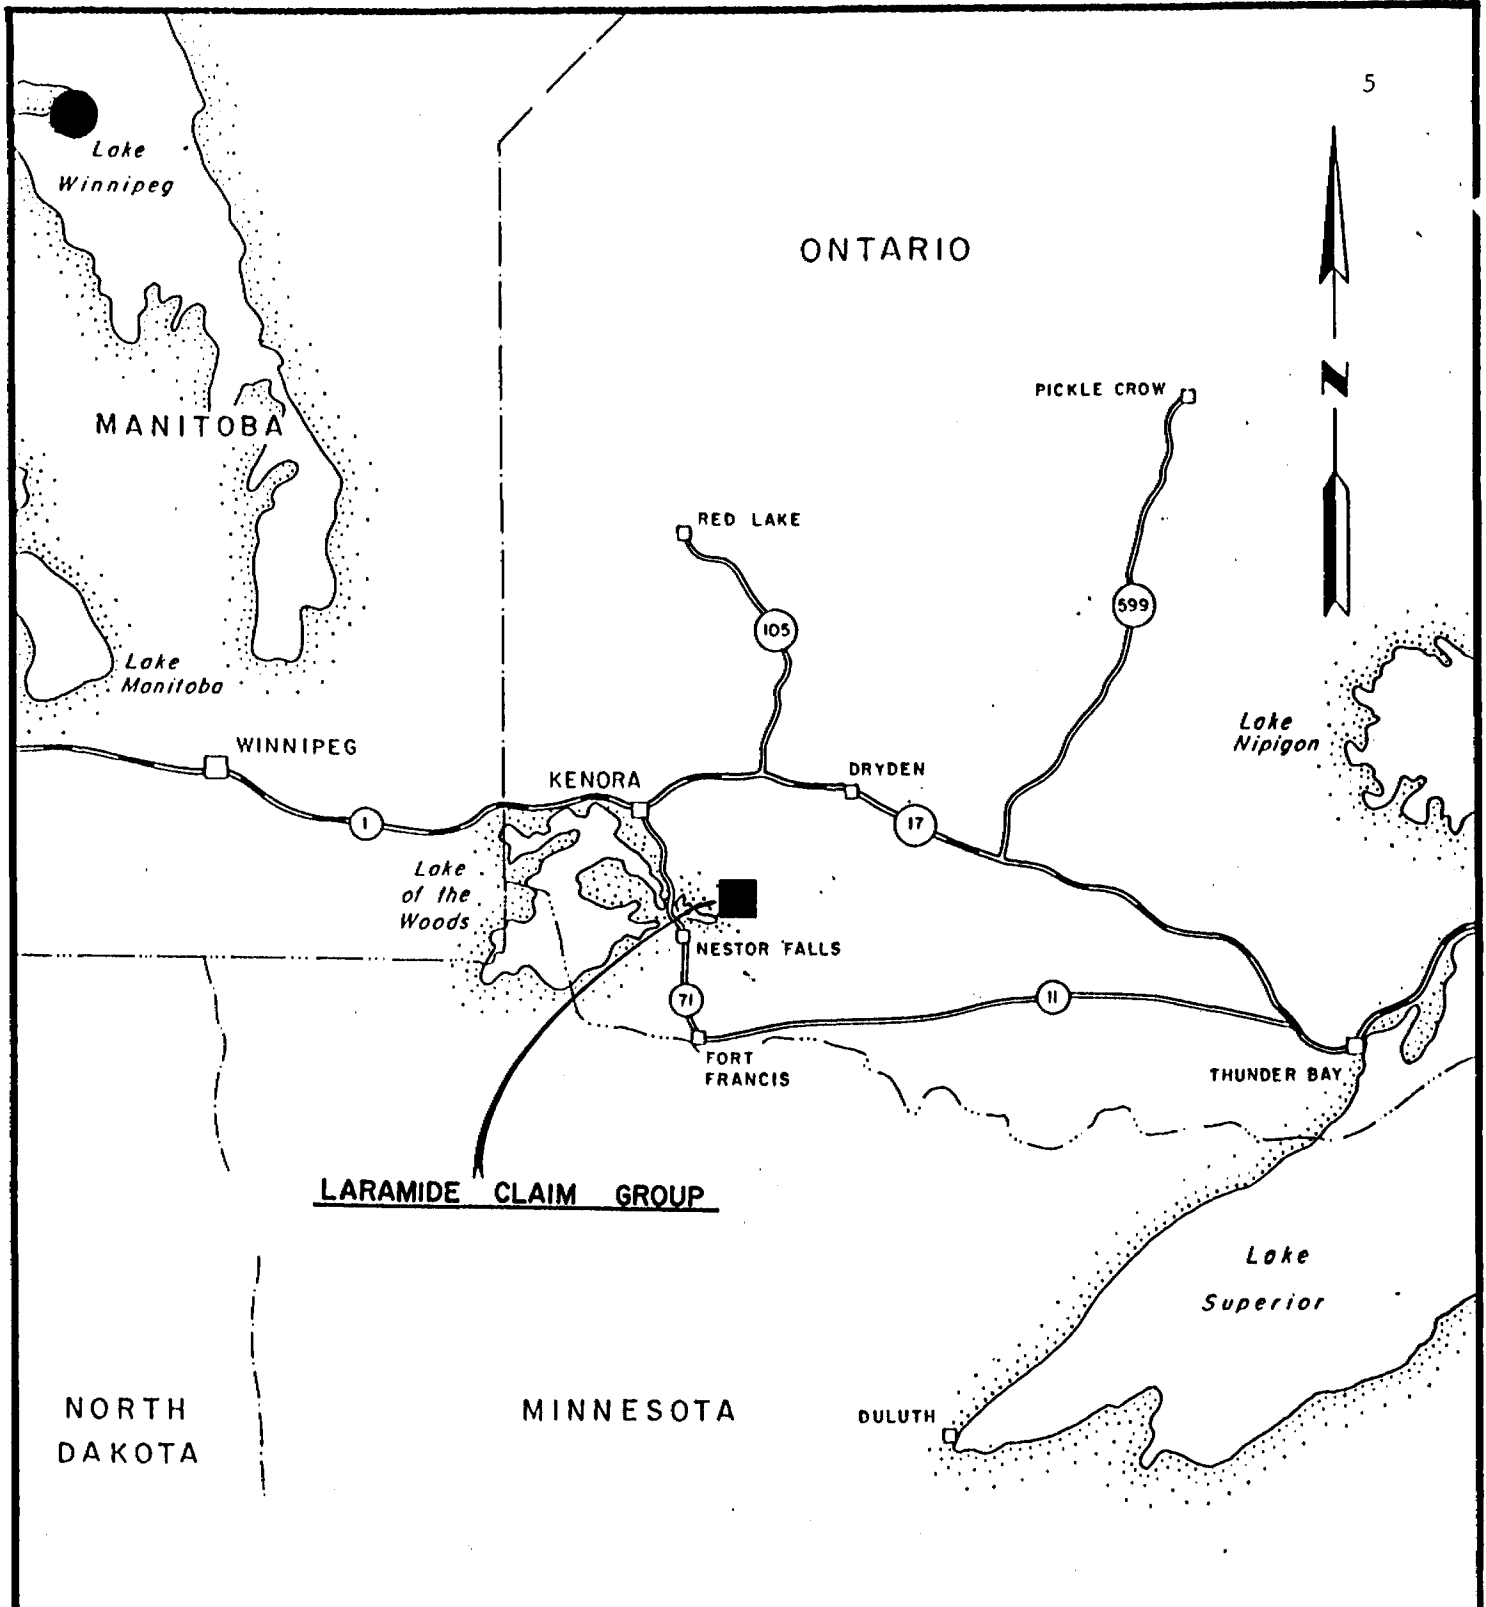 5
Lake
Winnipeg
ONTARIO
N
PICKLE CROW
MANITOBA
RED LAKE
599
105
Lake
Manitoba
Lake
Nipigon
WINNIPEG
KENORA
DRYDEN
1
17
Lake
of the
Woods
NESTOR FALLS
71
11
FORT
FRANCIS
THUNDER BAY
LARAMIDE CLAIM GROUP
Lake
Superior
NORTH
DAKOTA
MINNESOTA
DULUTH